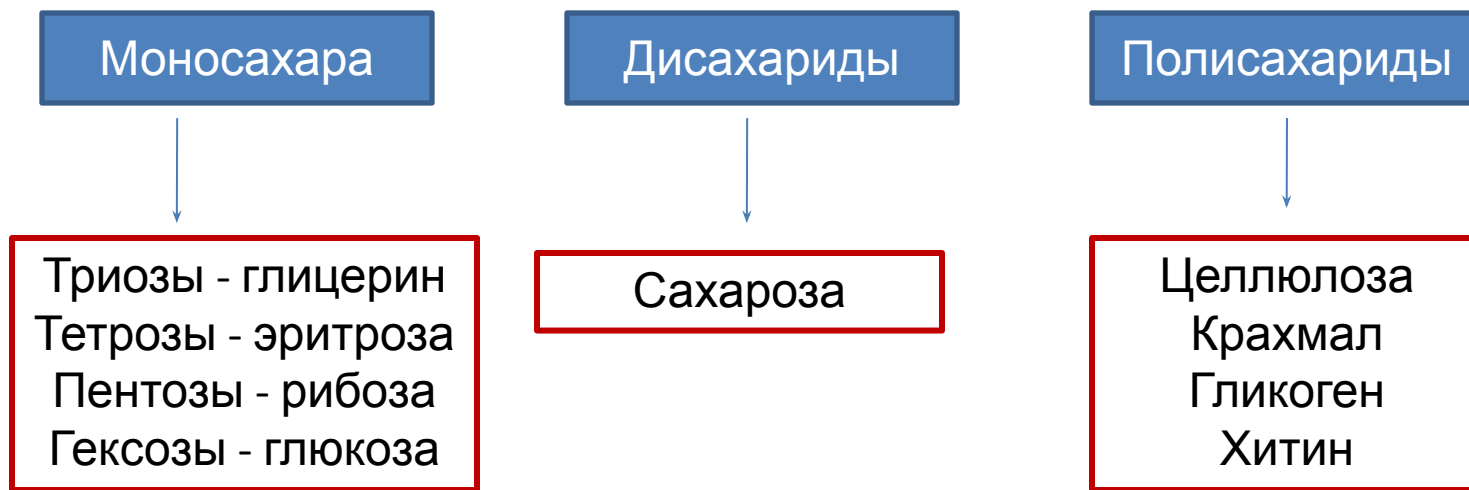 Моносахара
Дисахариды
Полисахариды
Триозы - глицерин
Тетрозы - эритроза
Пентозы - рибоза
Гексозы - глюкоза
Сахароза
Целлюлоза
Крахмал
Гликоген
Хитин